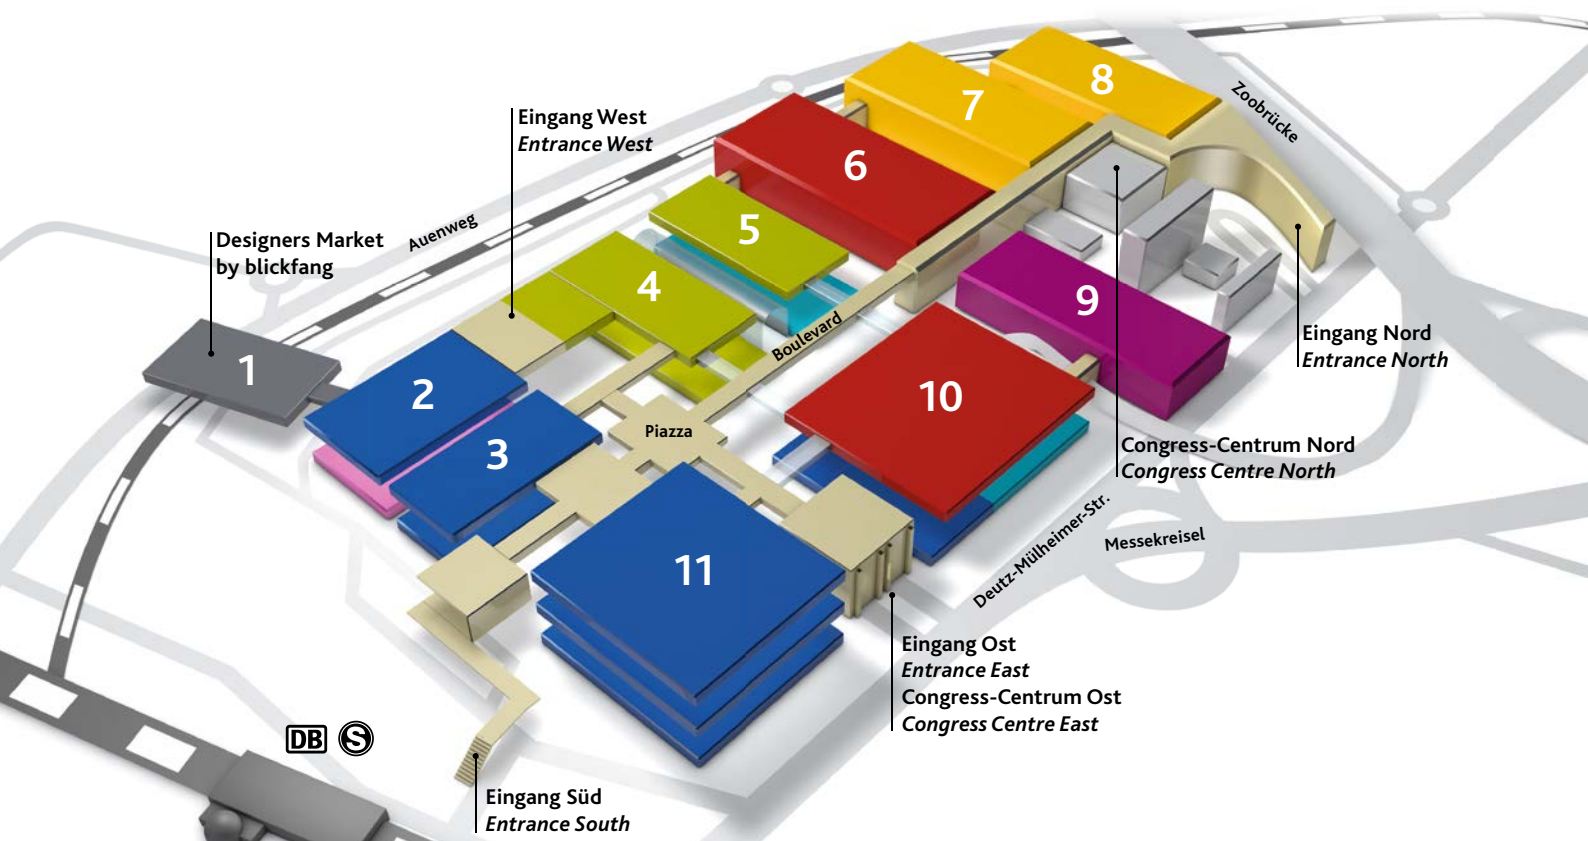 8
Zoobrücke
7
Eingang West
Entrance West
6
Auenweg
5
Designers Market
by blickfang
4
9
Boulevard
Eingang Nord
Entrance North
1
2
10
Piazza
3
Congress-Centrum Nord
Congress Centre North
Deutz-Mülheimer-Str.
Messekreisel
11
Eingang Ost
Entrance East
Congress-Centrum Ost
Congress Centre East
DB S
Eingang Süd
Entrance South